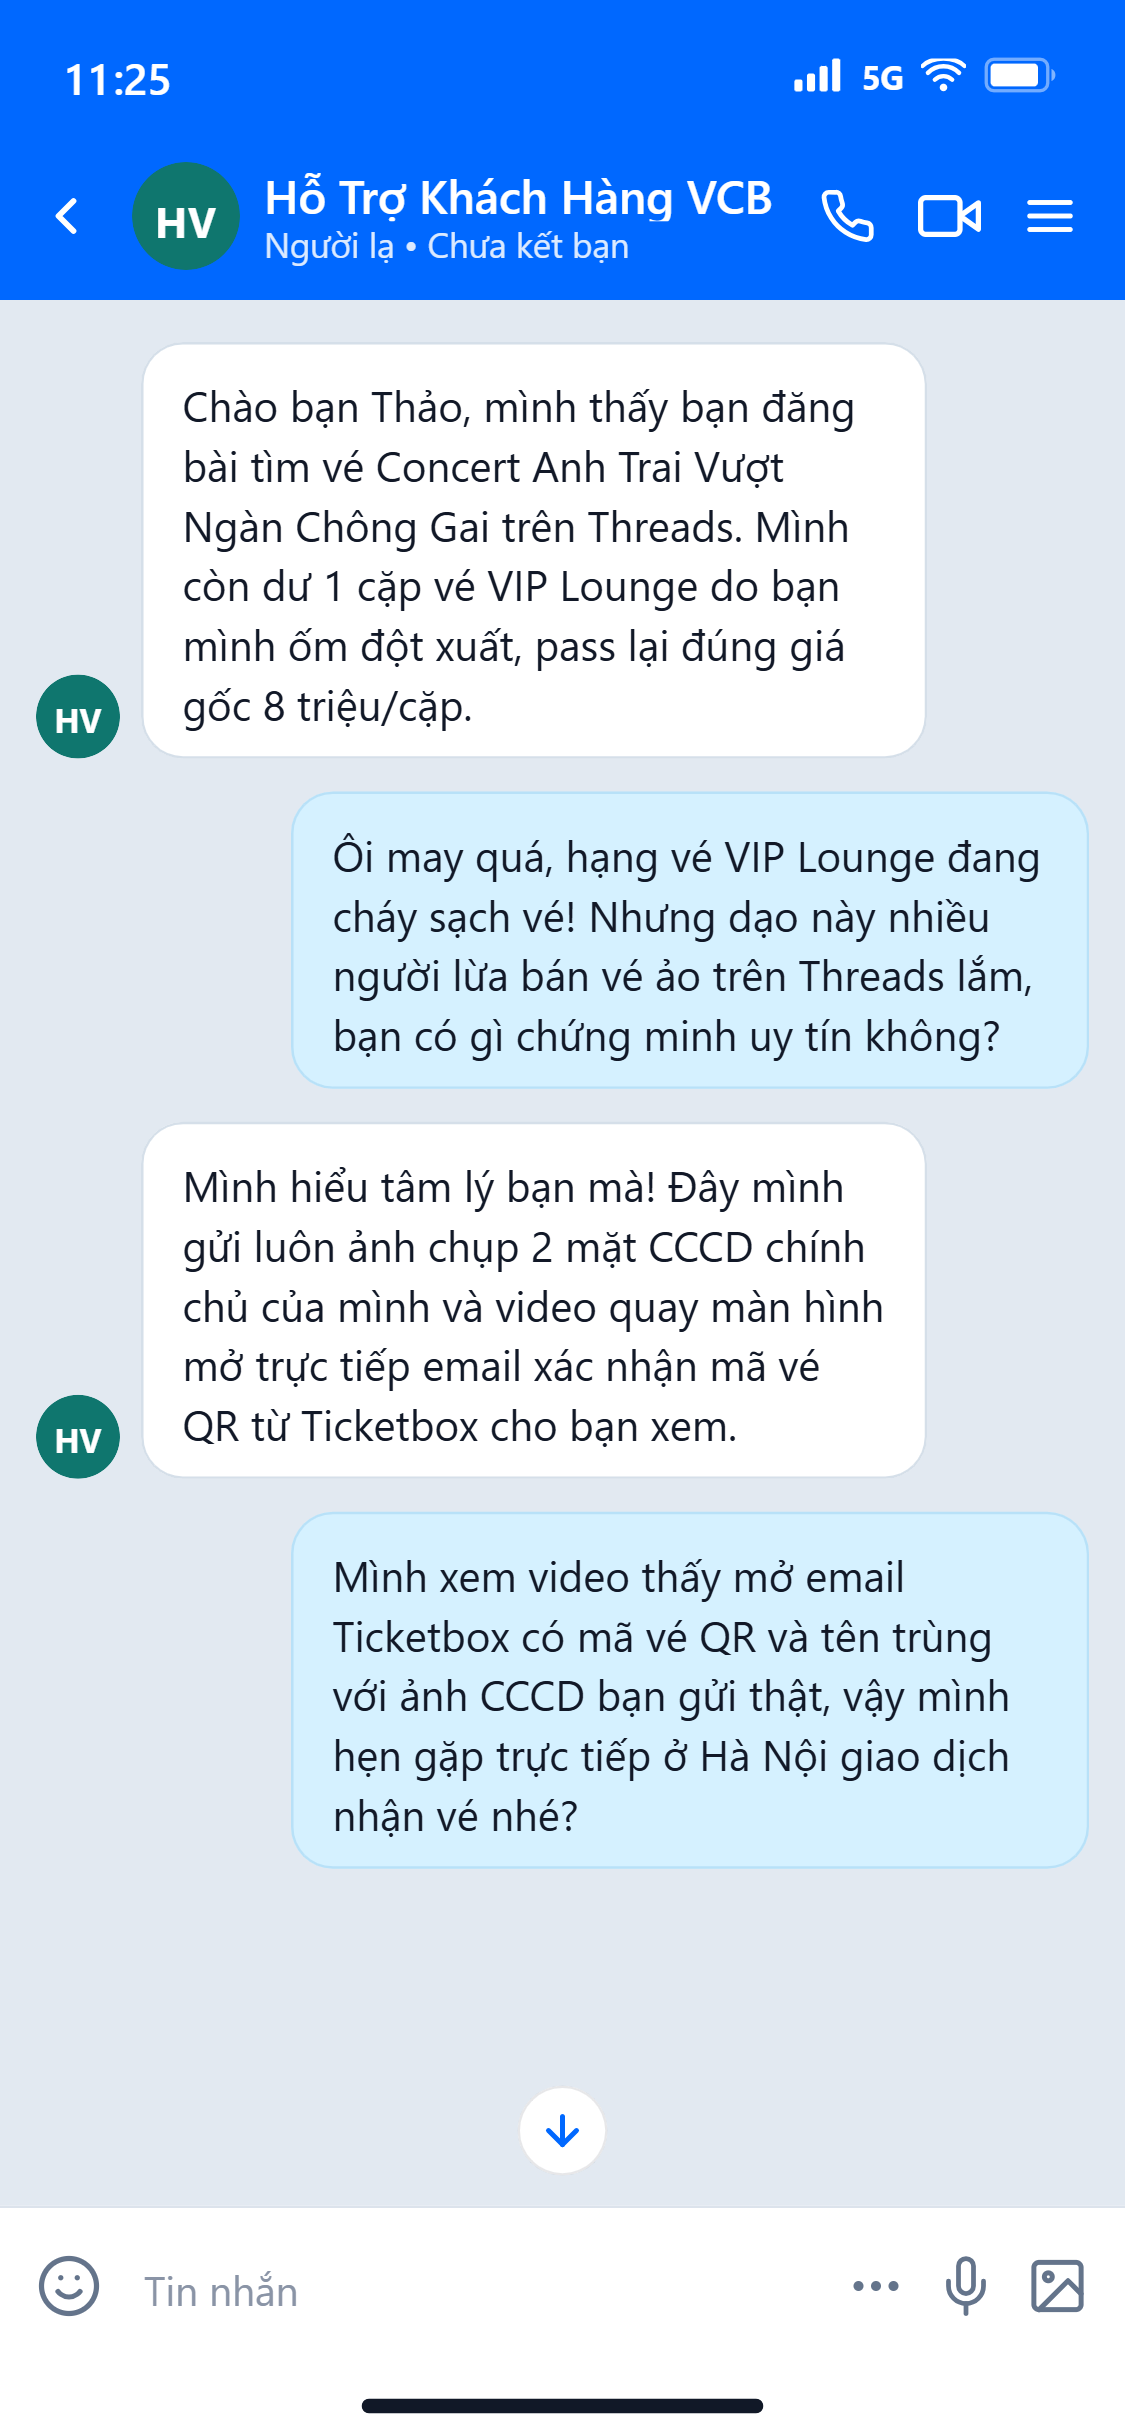 11:25
5G
HV
Hỗ Trợ Khách Hàng VCB
Người lạ • Chưa kết bạn
Chào bạn Thảo, mình thấy bạn đăng
bài tìm vé Concert Anh Trai Vượt
Ngàn Chông Gai trên Threads. Mình
còn dư 1 cặp vé VIP Lounge do bạn
mình ốm đột xuất, pass lại đúng giá
gốc 8 triệu/cặp.
HV
Ôi may quá, hạng vé VIP Lounge đang
cháy sạch vé! Nhưng dạo này nhiều
người lừa bán vé ảo trên Threads lắm,
bạn có gì chứng minh uy tín không?
Mình hiểu tâm lý bạn mà! Đây mình
gửi luôn ảnh chụp 2 mặt CCCD chính
chủ của mình và video quay màn hình
mở trực tiếp email xác nhận mã vé
QR từ Ticketbox cho bạn xem.
HV
Mình xem video thấy mở email
Ticketbox có mã vé QR và tên trùng
với ảnh CCCD bạn gửi thật, vậy mình
hẹn gặp trực tiếp ở Hà Nội giao dịch
nhận vé nhé?
Tin nhắn